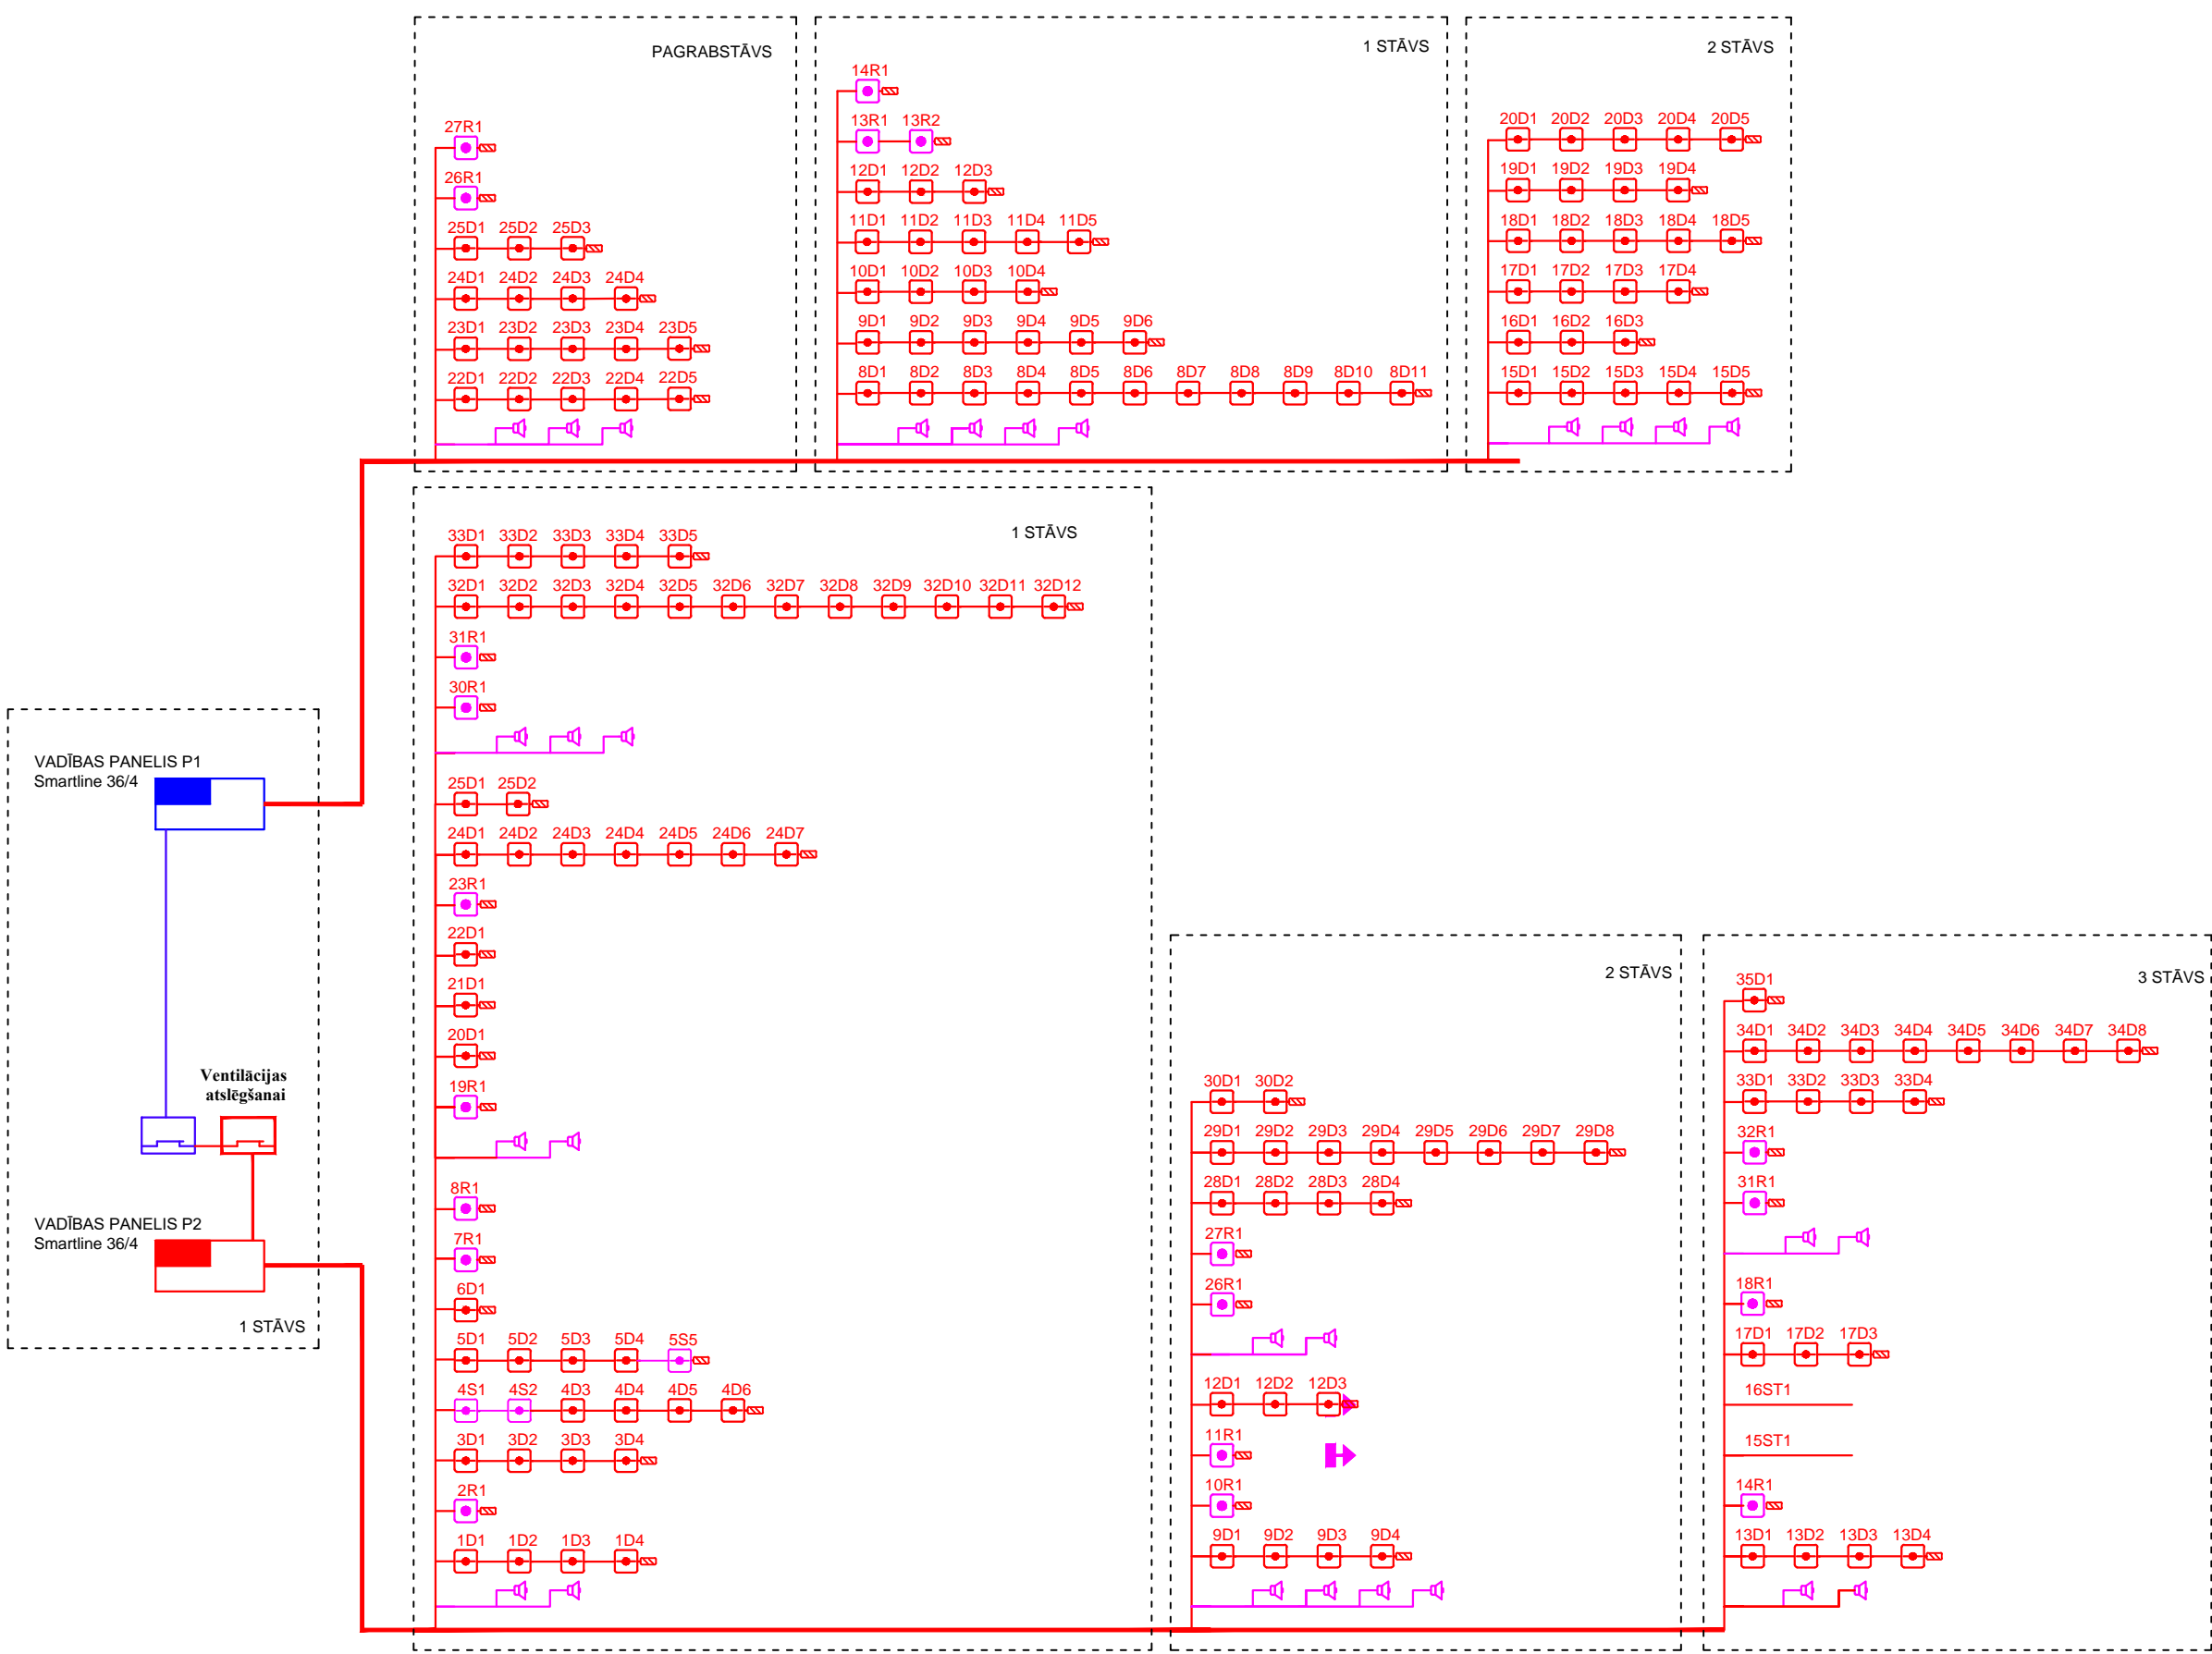 PAGRABSTĀVS
27R1
26R1
25D1 25D2 25D3
24D1 24D2 24D3 24D4
23D1 23D2 23D3 23D4 23D5
22D1 22D2 22D3 22D4 22D5
1 STĀVS
14R1
13R1 13R2
12D1 12D2 12D3
11D1 11D2 11D3 11D4 11D5
10D1 10D2 10D3 10D4
9D1 9D2 9D3 9D4 9D5 9D6
8D1 8D2 8D3 8D4 8D5 8D6 8D7 8D8 8D9 8D10 8D11
2 STĀVS
20D1 20D2 20D3 20D4 20D5
19D1 19D2 19D3 19D4
18D1 18D2 18D3 18D4 18D5
17D1 17D2 17D3 17D4
16D1 16D2 16D3
15D1 15D2 15D3 15D4 15D5
VADĪBAS PANELIS P1
Smartline 36/4
Ventilācijas
atslēgšanai
VADĪBAS PANELIS P2
Smartline 36/4
1 STĀVS
1 STĀVS
33D1 33D2 33D3 33D4 33D5
32D1 32D2 32D3 32D4 32D5 32D6 32D7 32D8 32D9 32D10 32D11 32D12
31R1
30R1
25D1 25D2
24D1 24D2 24D3 24D4 24D5 24D6 24D7
23R1
22D1
21D1
20D1
19R1
8R1
7R1
6D1
5D1 5D2 5D3 5D4 5S5
4S1 4S2 4D3 4D4 4D5 4D6
3D1 3D2 3D3 3D4
2R1
1D1 1D2 1D3 1D4
2 STĀVS
30D1 30D2
29D1 29D2 29D3 29D4 29D5 29D6 29D7 29D8
28D1 28D2 28D3 28D4
27R1
26R1
12D1 12D2 12D3
11R1
10R1
9D1 9D2 9D3 9D4
3 STĀVS
35D1
34D1 34D2 34D3 34D4 34D5 34D6 34D7 34D8
33D1 33D2 33D3 33D4
32R1
31R1
18R1
17D1 17D2 17D3
16ST1
15ST1
14R1
13D1 13D2 13D3 13D4